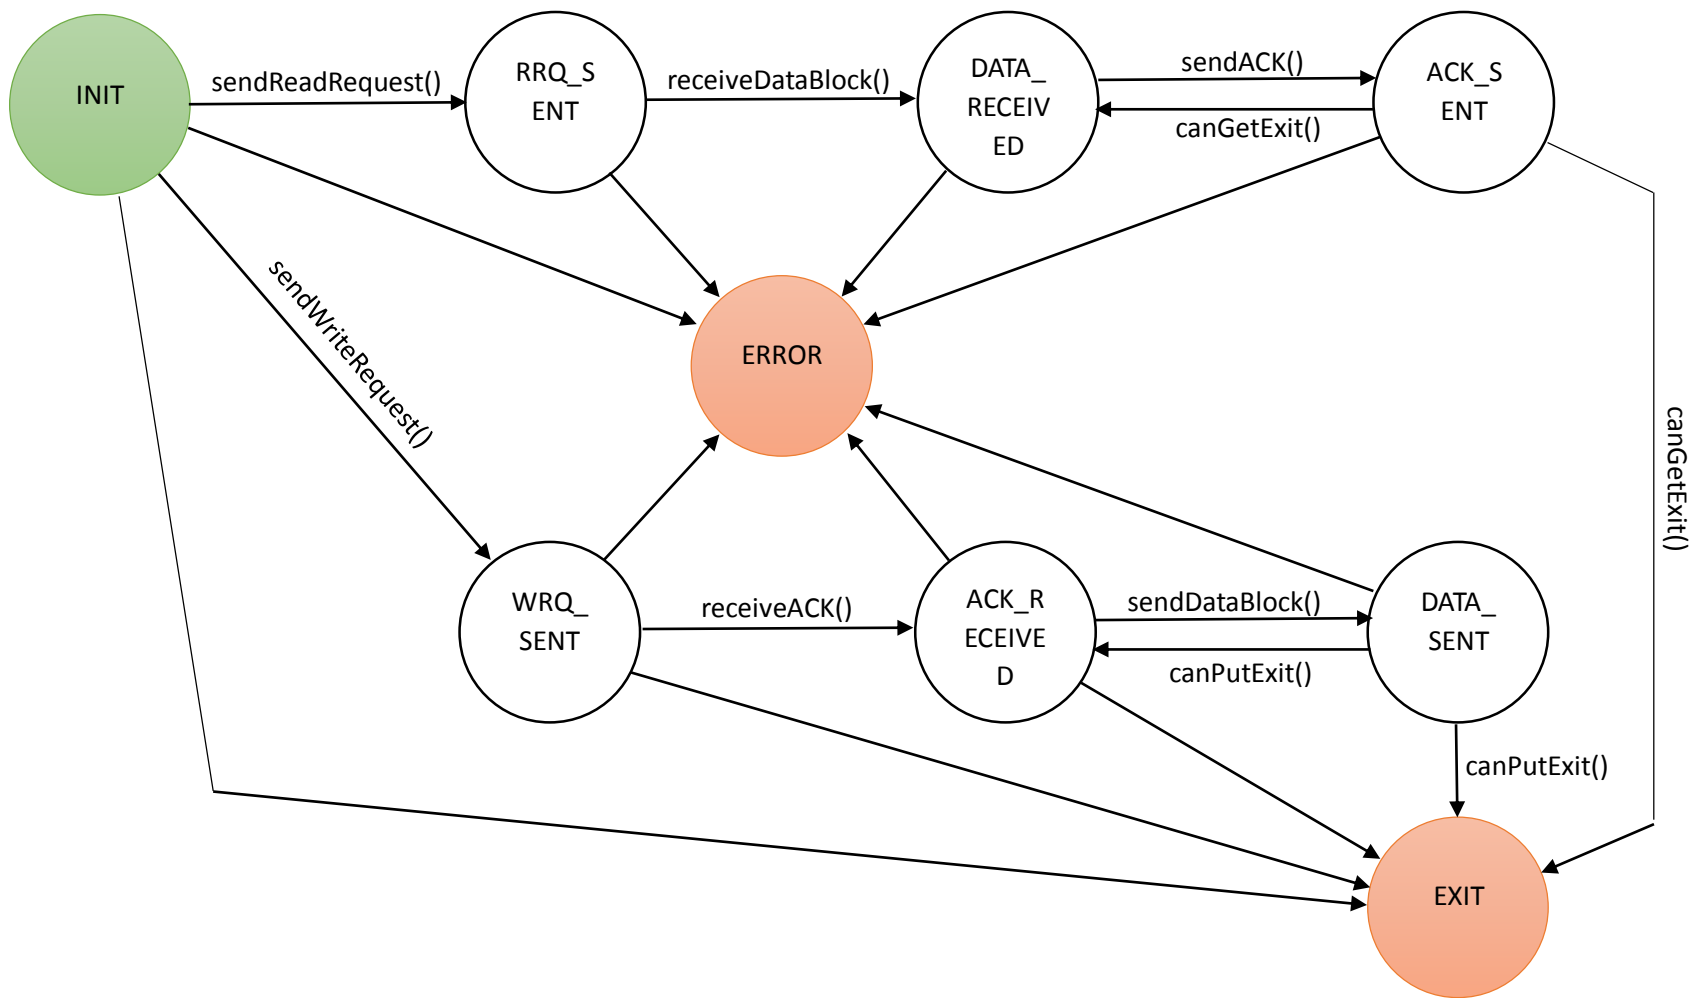 INIT
sendReadRequest()
RRQ_S
ENT
receiveDataBlock()
DATA_
RECEIV
ED
sendACK()
canGetExit()
ACK_S
ENT
sendWriteRequest()
ERROR
canGetExit()
WRQ_
SENT
receiveACK()
ACK_R
ECEIVE
D
sendDataBlock()
canPutExit()
DATA_
SENT
canPutExit()
EXIT